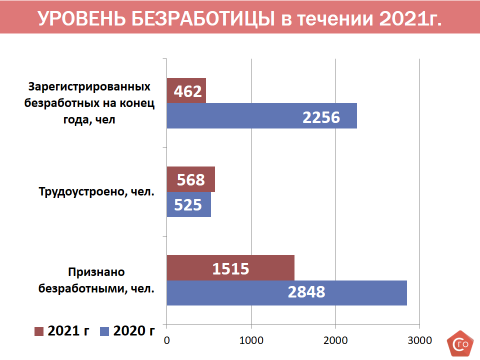 УРОВЕНЬ БЕЗРАБОТИЦЫ в течении 2021г.
Зарегистрированных
безработных на конец
года, чел
462
2256
Трудоустроено, чел.
568
525
Признано
безработными, чел.
1515
2848
2021 г
2020 г
0
1000
2000
3000
СГО